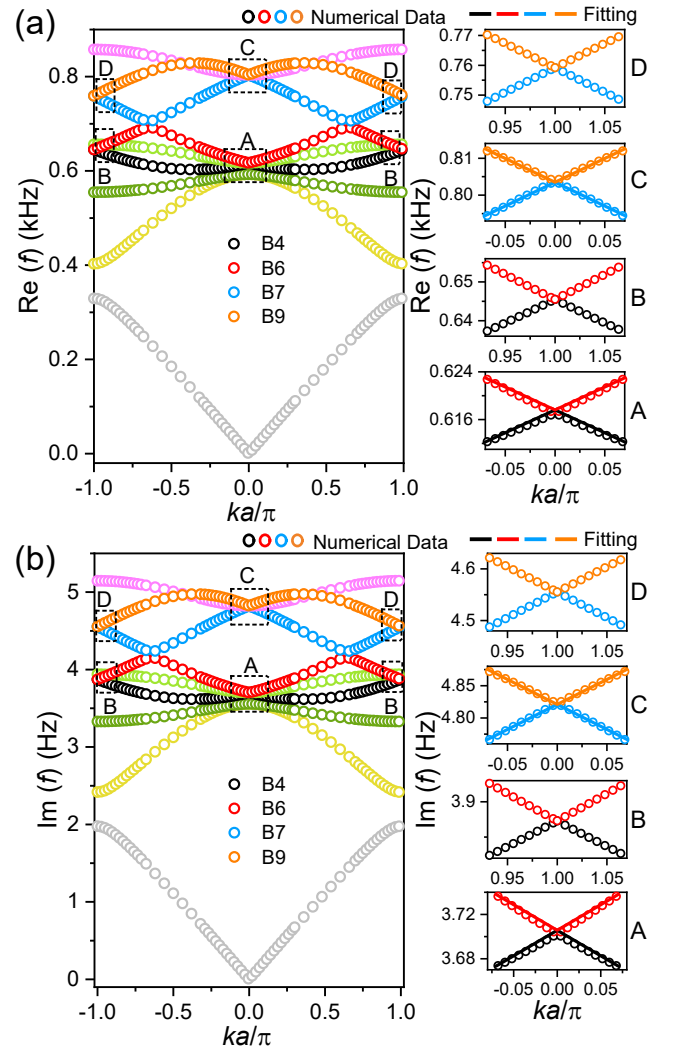 (a)
Numerical Data
Fitting
Re (f) (kHz)
0.8
0.6
0.4
0.2
0.0
-1.0 -0.5 0.0 0.5 1.0
ka/π
D
C
D
A
B
B
B4
B6
B7
B9
Re (f) (kHz)
0.77
0.76
0.75
0.95 1.00 1.05
D
0.81
0.80
-0.05 0.00 0.05
C
0.65
0.64
0.95 1.00 1.05
B
0.624
0.616
-0.05 0.00 0.05
A
ka/π
(b)
Numerical Data
Fitting
Im (f) (Hz)
5
4
3
2
1
0
-1.0 -0.5 0.0 0.5 1.0
ka/π
C
D
D
A
B
B
B4
B6
B7
B9
Im (f) (Hz)
4.6
4.5
0.95 1.00 1.05
D
4.85
4.80
-0.05 0.00 0.05
C
3.9
0.95 1.00 1.05
B
3.72
3.68
-0.05 0.00 0.05
A
ka/π